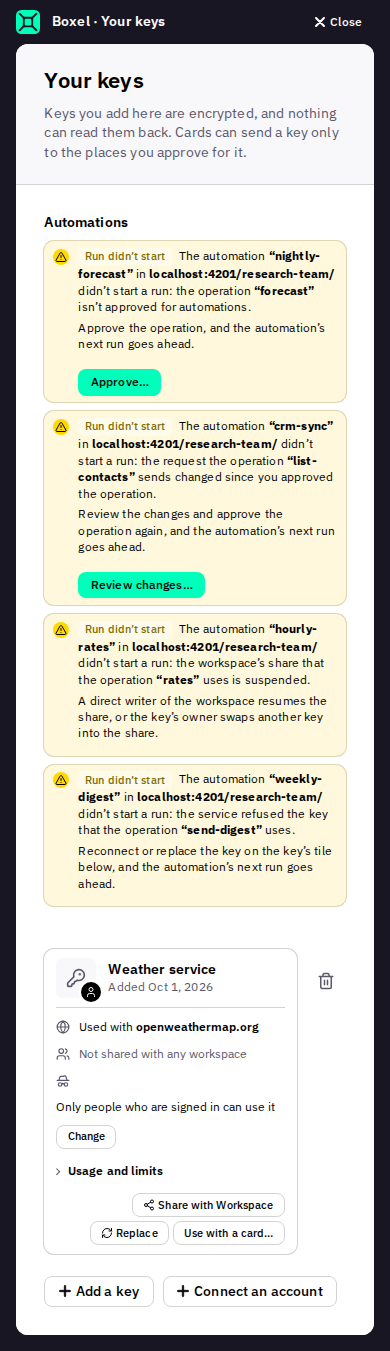 Boxel · Your keys
Close
Your keys
Keys you add here are encrypted, and nothing
can read them back. Cards can send a key only
to the places you approve for it.
Automations
Run didn’t start The automation “nightly-
forecast” in localhost:4201/research-team/
didn’t start a run: the operation “forecast”
isn’t approved for automations.
Approve the operation, and the automation’s
next run goes ahead.
Approve…
Run didn’t start The automation “crm-sync”
in localhost:4201/research-team/ didn’t
start a run: the request the operation “list-
contacts” sends changed since you approved
the operation.
Review the changes and approve the
operation again, and the automation’s next run
goes ahead.
Review changes…
Run didn’t start The automation “hourly-
rates” in localhost:4201/research-team/
didn’t start a run: the workspace’s share that
the operation “rates” uses is suspended.
A direct writer of the workspace resumes the
share, or the key’s owner swaps another key
into the share.
Run didn’t start The automation “weekly-
digest” in localhost:4201/research-team/
didn’t start a run: the service refused the key
that the operation “send-digest” uses.
Reconnect or replace the key on the key’s tile
below, and the automation’s next run goes
ahead.
Weather service
Added Oct 1, 2026
Used with openweathermap.org
Not shared with any workspace
Only people who are signed in can use it
Change
Usage and limits
Share with Workspace
Replace
Use with a card…
Add a key
Connect an account